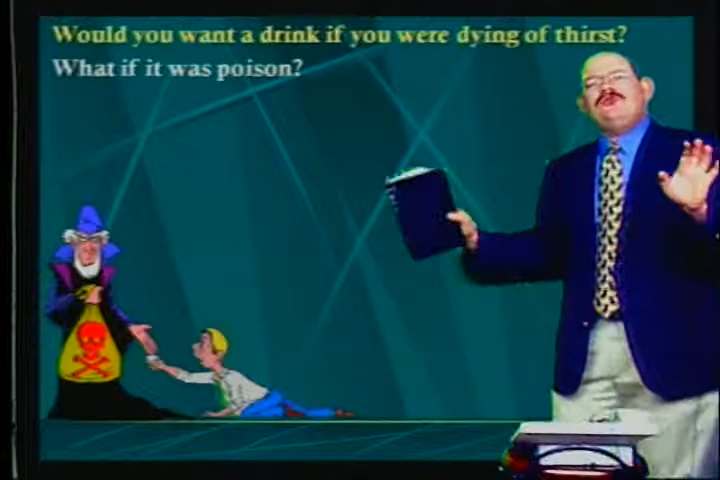 Would you want a drink if you were dying of thirst?
What if it was poison?